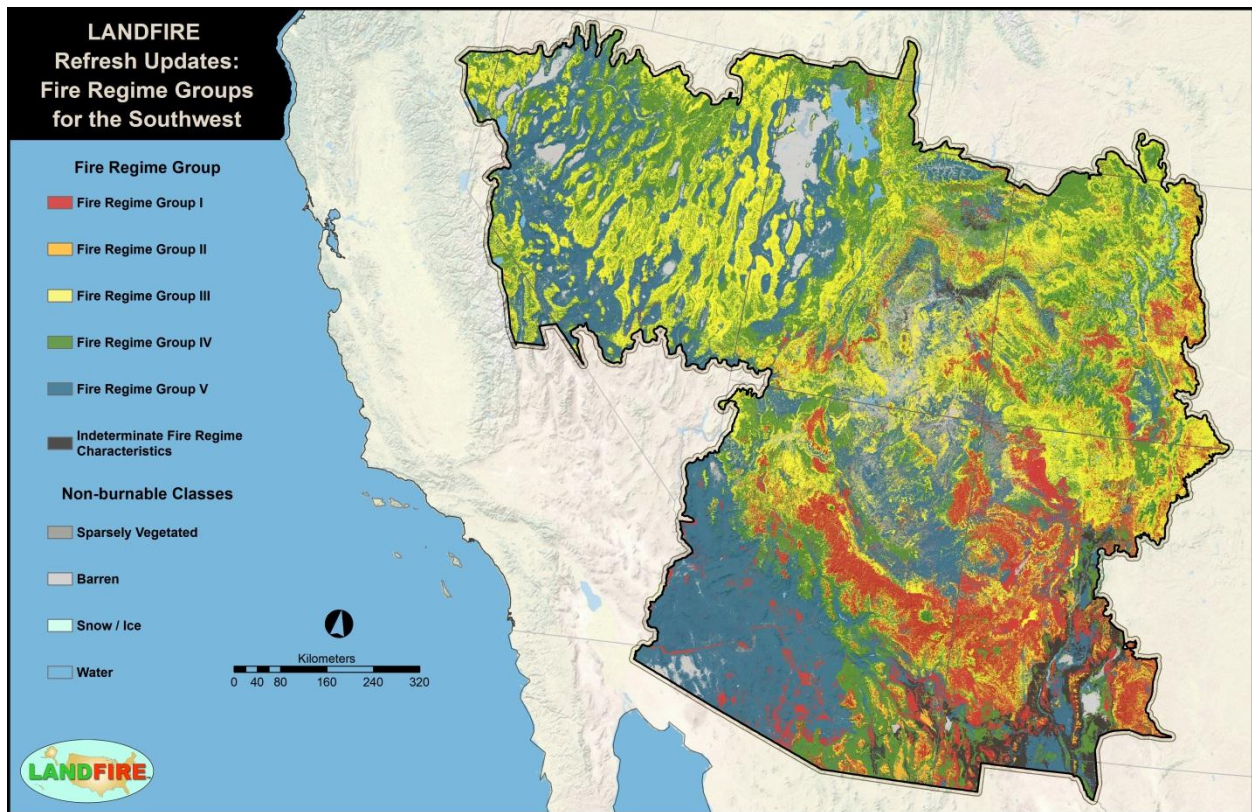 LANDFIRE
Refresh Updates:
Fire Regime Groups
for the Southwest
Fire Regime Group
Fire Regime Group I
Fire Regime Group II
Fire Regime Group III
Fire Regime Group IV
Fire Regime Group V
Indeterminate Fire Regime
Characteristics
Non-burnable Classes
Sparsely Vegetated
Barren
Snow / Ice
Water
Kilometers
0 40 80 160 240 320
LANDFIRE